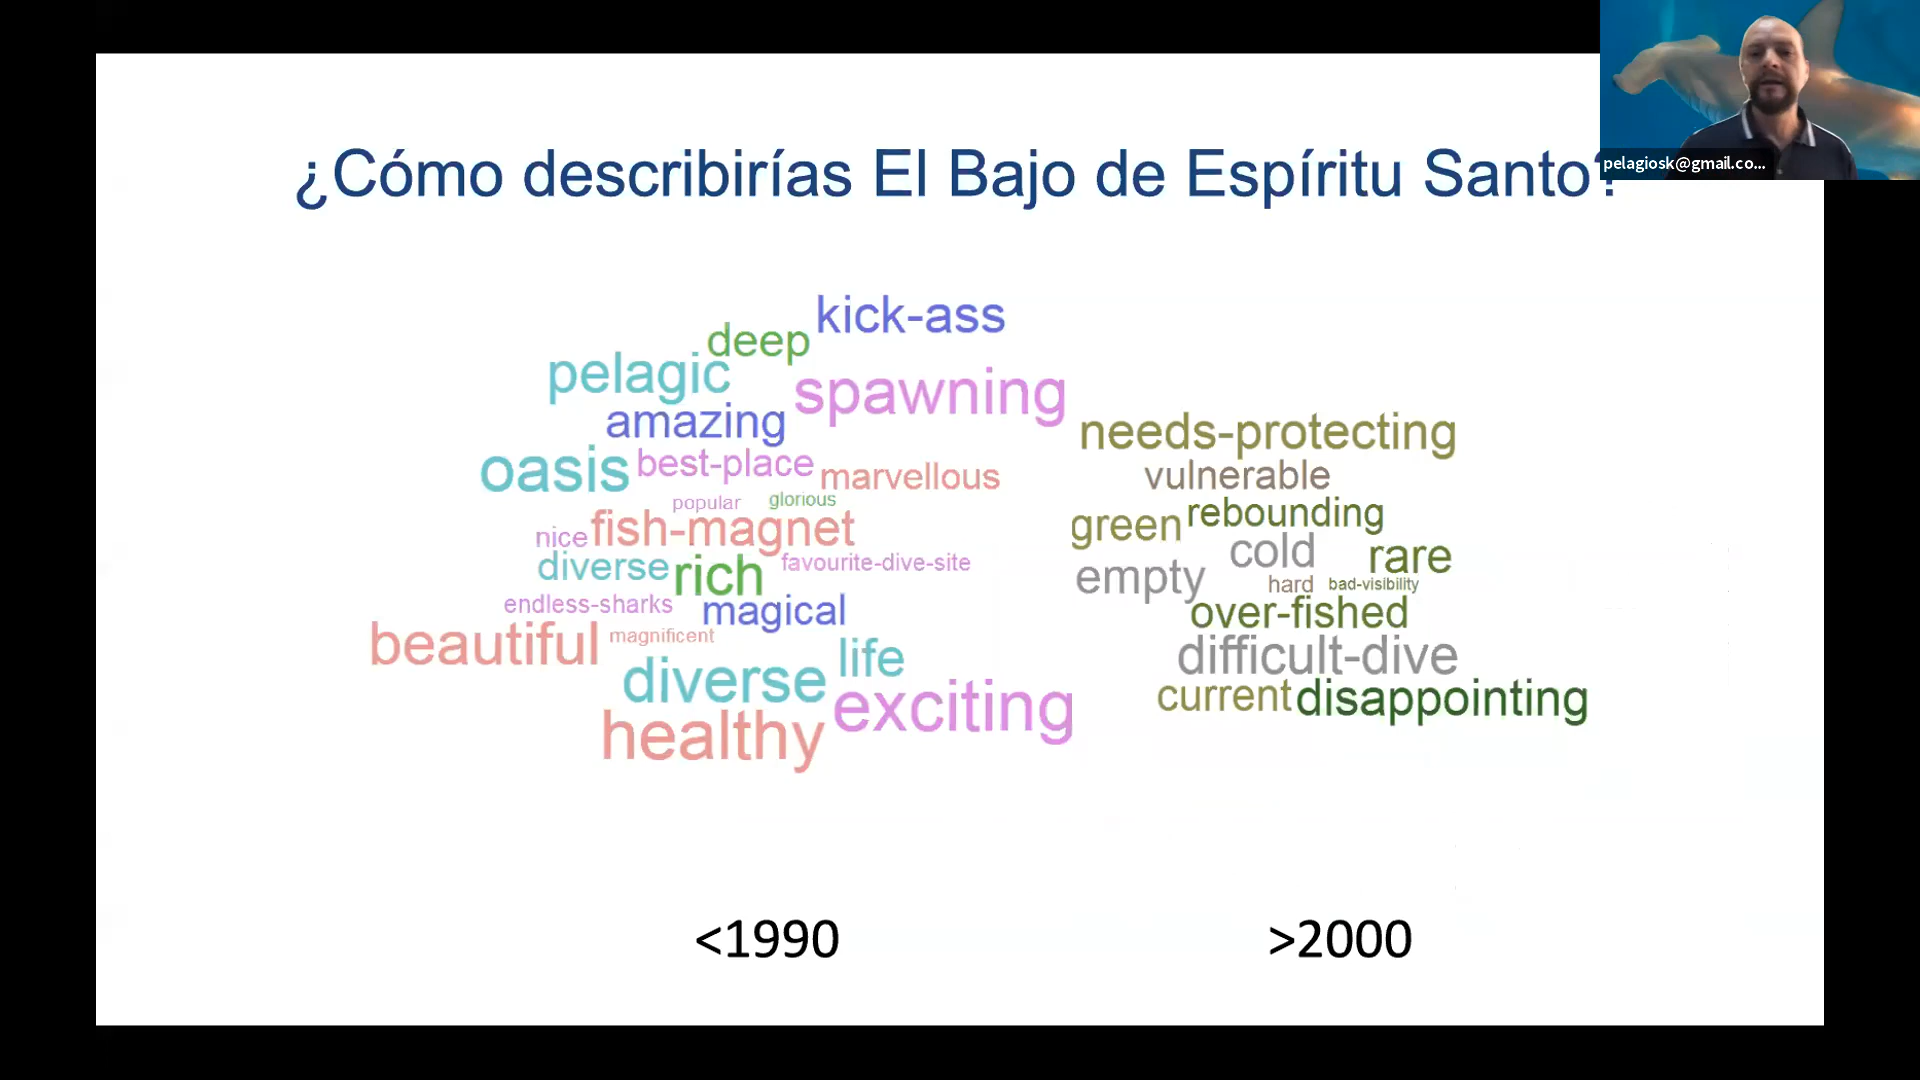 pelagiosk@gmail.co...
¿Cómo describirías El Bajo de Espíritu Santo?
kick-ass
deep
pelagic
spawning
amazing
oasis
best-place
marvellous
popular
glorious
nice
fish-magnet
diverse
rich
favourite-dive-site
endless-sharks
magical
beautiful
magnificent
life
diverse
exciting
healthy
needs-protecting
vulnerable
green
rebounding
cold
rare
empty
hard
bad-visibility
over-fished
difficult-dive
current
disappointing
<1990
>2000